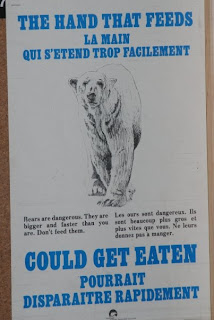 THE HAND THAT FEEDS
LA MAIN
QUI S'ETEND TROP FACILEMENT
Bears are dangerous. They are
bigger and faster than you
are. Don't feed them.
Les ours sont dangereux. Ils
sont beaucoup plus gros et
plus vites que vous. Ne leurs
donnez pas à manger.
COULD GET EATEN
POURRAIT
DISPARAITRE RAPIDEMENT